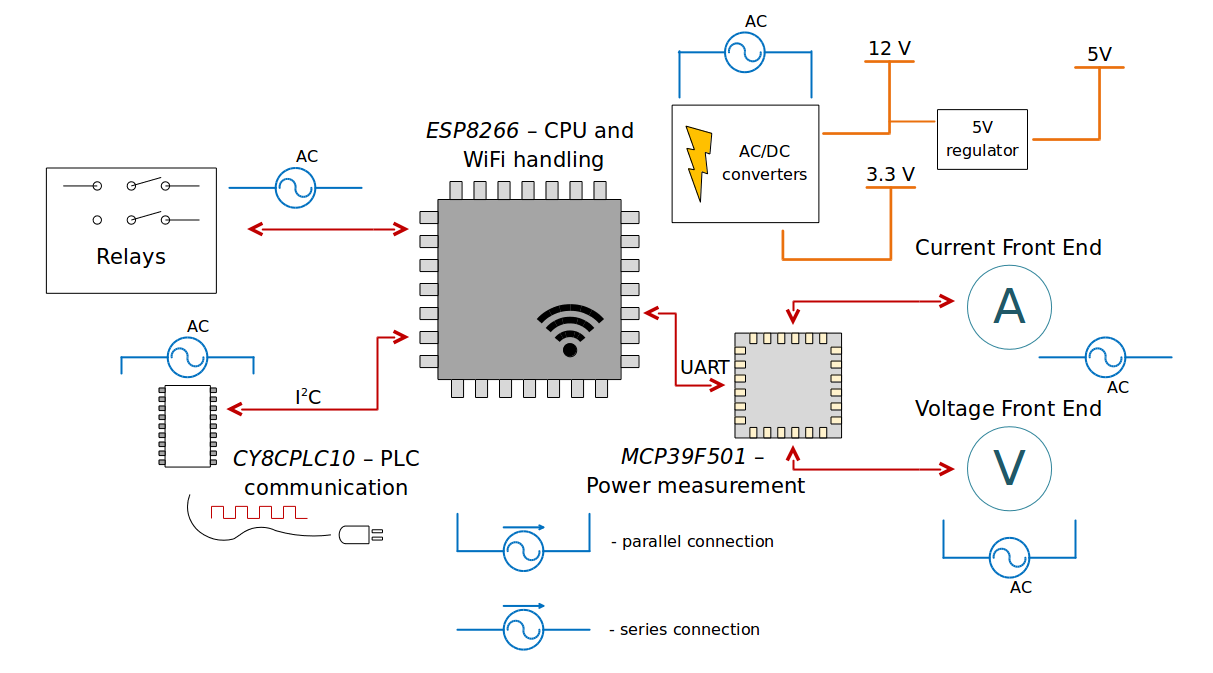 AC
12 V
5V
ESP8266 – CPU and
WiFi handling
AC/DC
converters
5V
regulator
AC
3.3 V
Relays
Current Front End
A
AC
UART
AC
I²C
Voltage Front End
V
CY8CPLC10 – PLC
communication
MCP39F501 –
Power measurement
- parallel connection
AC
- series connection